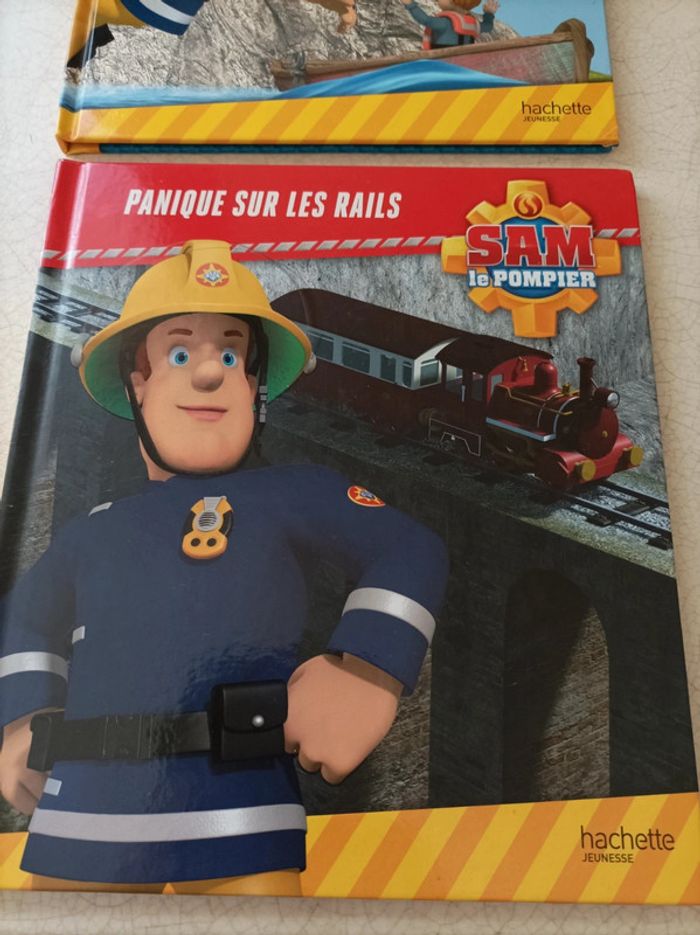 hachette
JEUNESSE
PANIQUE SUR LES RAILS
SAM
le POMPIER
hachette
JEUNESSE